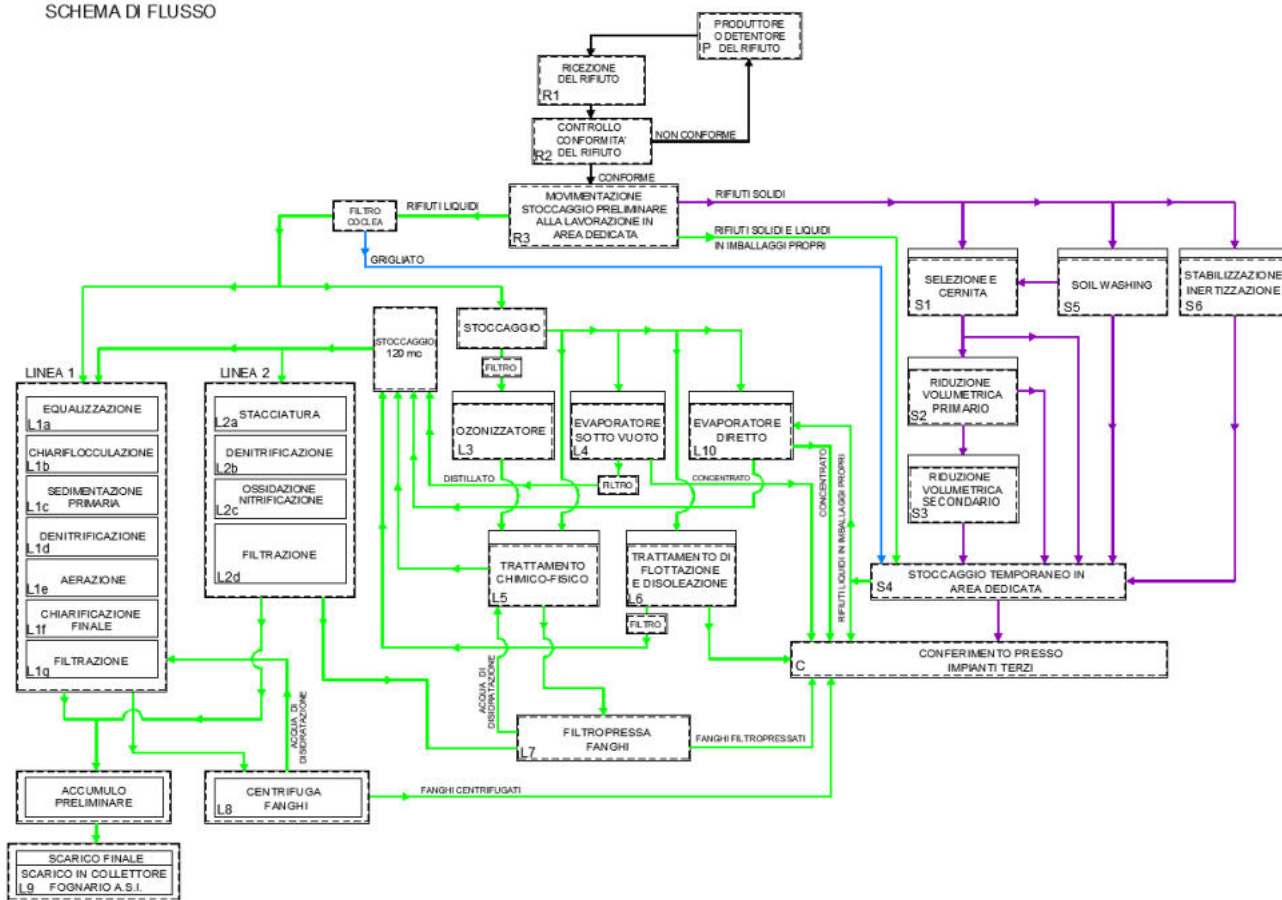 SCHEMA DI FLUSSO
PRODUTTORE
O DETENTORE
DEL RIFIUTO
P
RICEZIONE
DEL RIFIUTO
R1
CONTROLLO
CONFORMITA'
DEL RIFIUTO
R2
NON CONFORME
CONFORME
MOVIMENTAZIONE
STOCCAGGIO PRELIMINARE
ALLA LAVORAZIONE IN
AREA DEDICATA
R3
RIFIUTI LIQUIDI
FILTRO
COCLEA
GRIGLIATO
RIFIUTI SOLIDI
RIFIUTI SOLIDI E LIQUIDI
IN IMBALLAGGI PROPRI
SELEZIONE E
CERNITA
S1
SOIL WASHING
S5
STABILIZZAZIONE
INERTIZZAZIONE
S6
STOCCAGGIO
120 mc
STOCCAGGIO
FILTRO
LINEA 1
EQUALIZZAZIONE
L1a
CHIARIFLOCCULAZIONE
L1b
SEDIMENTAZIONE
PRIMARIA
L1c
DENITRIFICAZIONE
L1d
AERAZIONE
L1e
CHIARIFICAZIONE
FINALE
L1f
FILTRAZIONE
L1g
LINEA 2
STACCIATURA
L2a
DENITRIFICAZIONE
L2b
OSSIDAZIONE
NITRIFICAZIONE
L2c
FILTRAZIONE
L2d
OZONIZZATORE
L3
EVAPORATORE
SOTTO VUOTO
L4
EVAPORATORE
DIRETTO
L10
DISTILLATO
FILTRO
CONCENTRATO
CONCENTRATO
RIFIUTI LIQUIDI IN IMBALLAGGI PROPRI
RIDUZIONE
VOLUMETRICA
PRIMARIO
S2
RIDUZIONE
VOLUMETRICA
SECONDARIO
S3
TRATTAMENTO
CHIMICO-FISICO
L5
TRATTAMENTO DI
FLOTTAZIONE
E DISOLEAZIONE
L6
FILTRO
STOCCAGGIO TEMPORANEO IN
AREA DEDICATA
S4
CONFERIMENTO PRESSO
IMPIANTI TERZI
C
ACQUA DI
DISIDRATAZIONE
ACQUA DI
DISIDRATAZIONE
FILTROPRESSA
FANGHI
L7
FANGHI FILTROPRESSATI
ACCUMULO
PRELIMINARE
CENTRIFUGA
FANGHI
L8
FANGHI CENTRIFUGATI
SCARICO FINALE
SCARICO IN COLLETTORE
FOGNARIO A.S.I.
L9